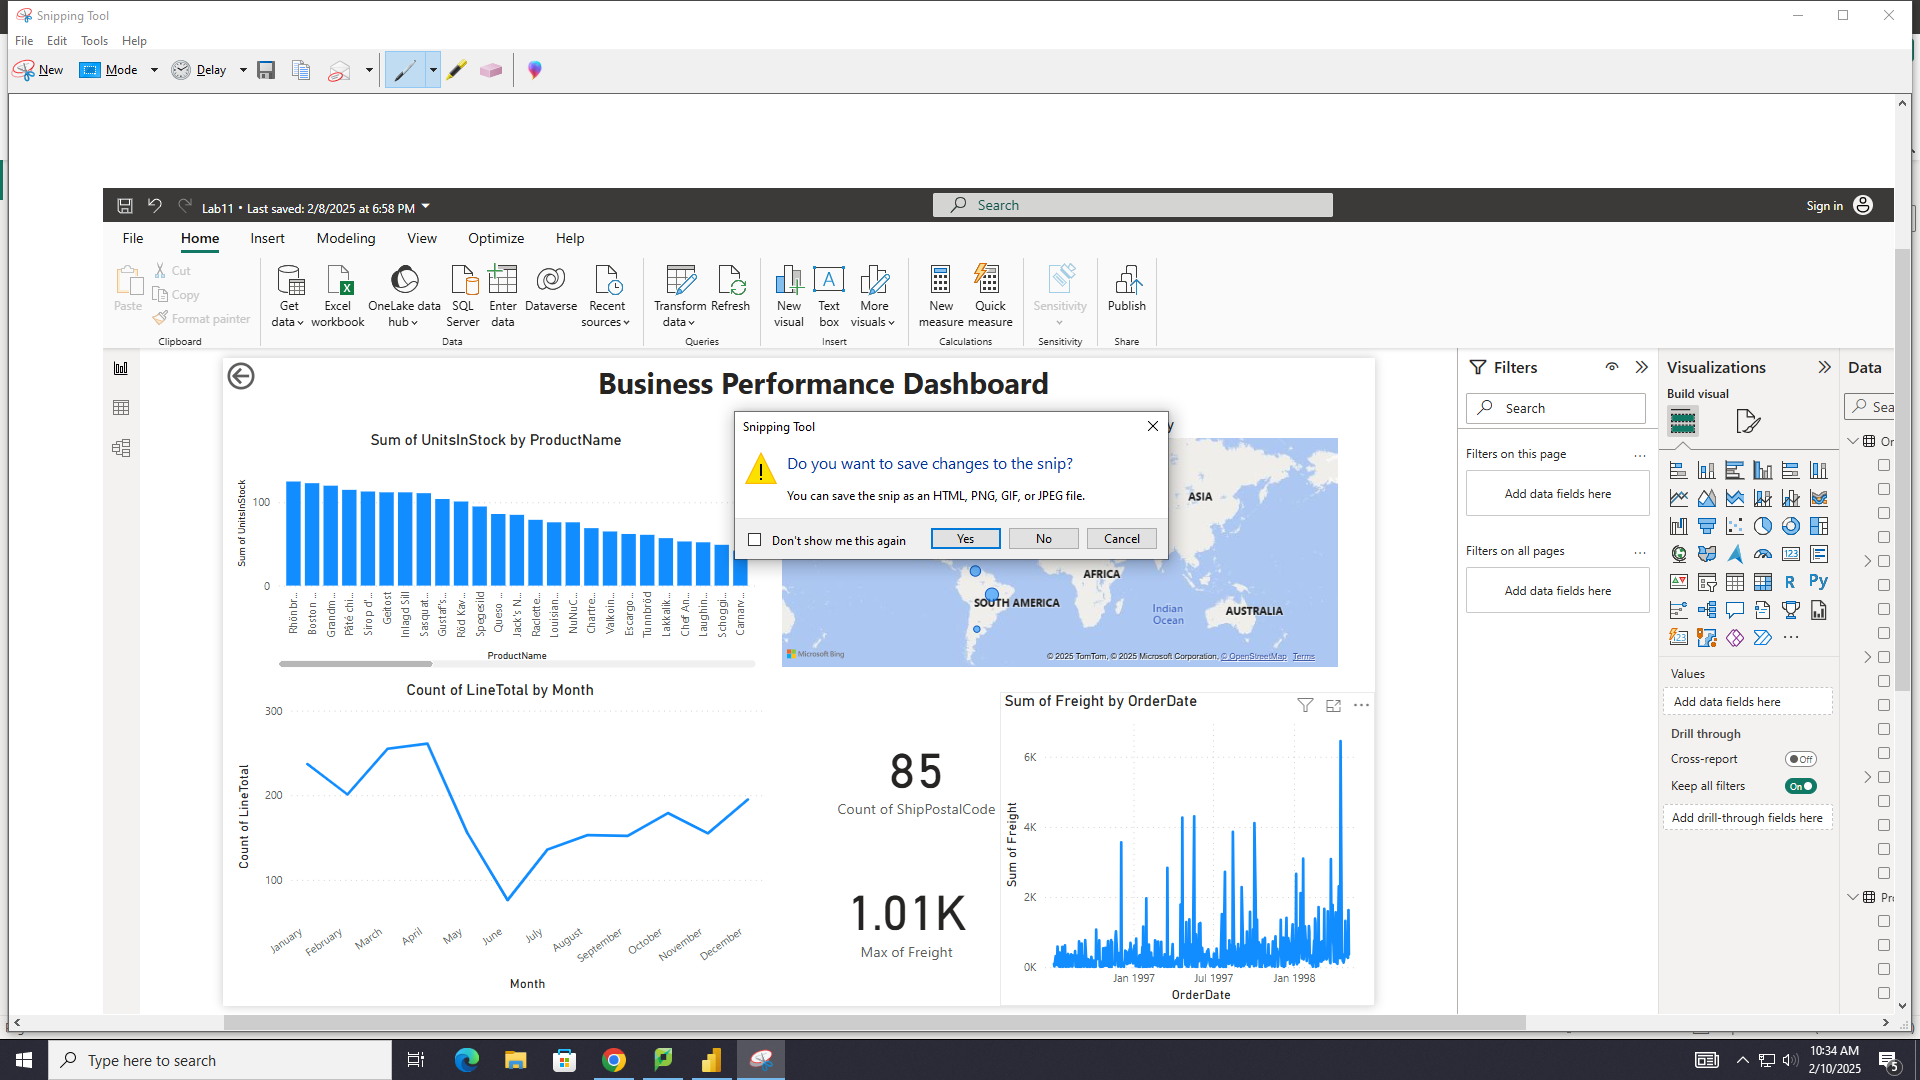 Snipping Tool
File Edit Tools Help
New Mode Delay
Lab11 • Last saved: 2/8/2025 at 6:58 PM
Search
Sign in
File Home Insert Modeling View Optimize Help
Paste
Cut
Copy
Format painter
Clipboard
Get data
Excel workbook
OneLake data hub
SQL Server
Enter data
Dataverse
Recent sources
Data
Transform data
Refresh
Queries
New visual
Text box
More visuals
Insert
New measure
Quick measure
Calculations
Sensitivity
Sensitivity
Publish
Share
Business Performance Dashboard
Sum of UnitsInStock by ProductName
Sum of UnitsInStock
100
0
Rhönbr...
Boston ...
Grandm...
Pâté chi...
Sirop d'...
Geitost
Inlagd Sill
Sasquat...
Gustaf's...
Röd Kav...
Spegesild
Queso ...
Jack's N...
Raclette...
Louisian...
NuNuC...
Chartre...
Valkoin...
Escargo...
Tunnbröd
Lakkalik...
Chef An...
Laughin...
Schoggi...
Carnarv...
ProductName
y
ASIA
AFRICA
SOUTH AMERICA
Indian Ocean
AUSTRALIA
Microsoft Bing
© 2025 TomTom, © 2025 Microsoft Corporation, © OpenStreetMap Terms
Snipping Tool
Do you want to save changes to the snip?
You can save the snip as an HTML, PNG, GIF, or JPEG file.
Don't show me this again
Yes
No
Cancel
Count of LineTotal by Month
Count of LineTotal
300
200
100
January
February
March
April
May
June
July
August
September
October
November
December
Month
85
Count of ShipPostalCode
1.01K
Max of Freight
Sum of Freight by OrderDate
Sum of Freight
6K
4K
2K
0K
Jan 1997
Jul 1997
Jan 1998
OrderDate
Filters
Search
Filters on this page
...
Add data fields here
Filters on all pages
...
Add data fields here
Visualizations
Build visual
123
R
Py
123
...
Values
Add data fields here
Drill through
Cross-report
Off
Keep all filters
On
Add drill-through fields here
Data
Sea
Or
Pr
Type here to search
10:34 AM
2/10/2025
5